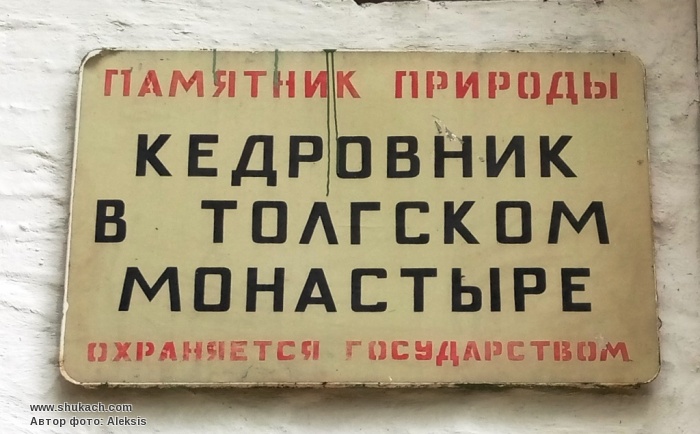 ПАМЯТНИК ПРИРОДЫ
КЕДРОВНИК
В ТОЛГСКОМ
МОНАСТЫРЕ
ОХРАНЯЕТСЯ ГОСУДАРСТВОМ
www.shukach.com
Автор фото: Aleksis